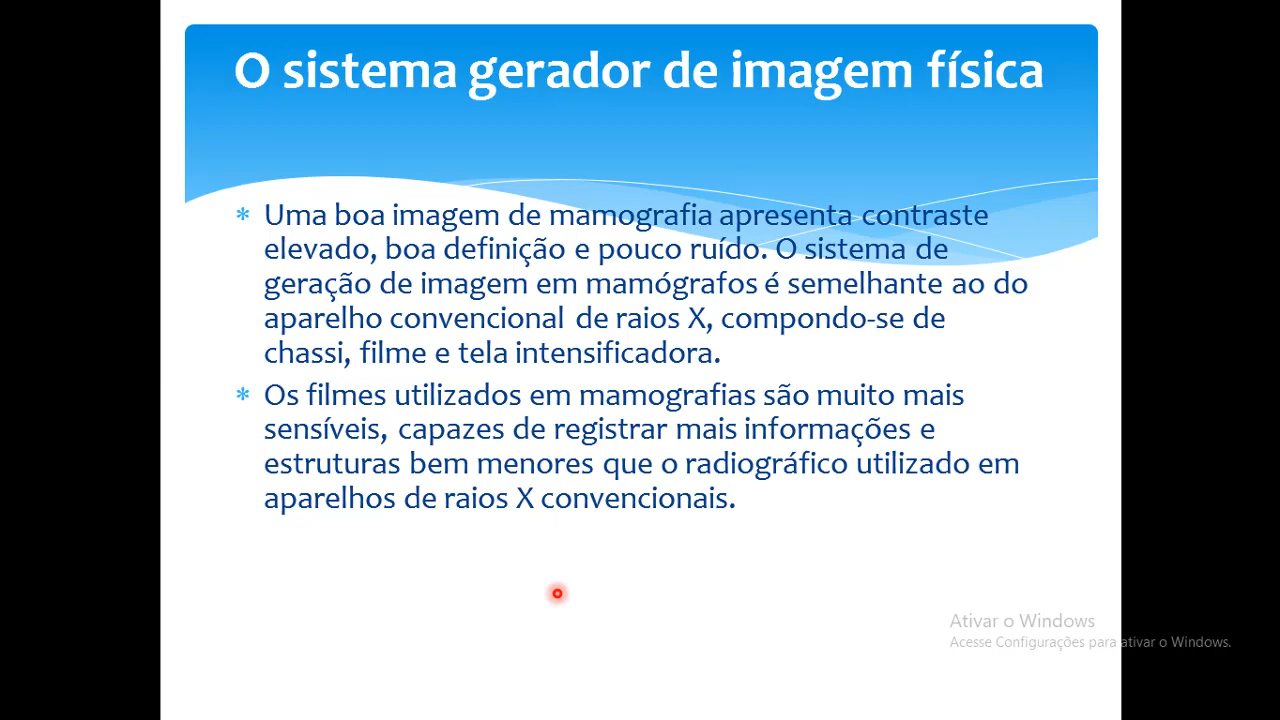 O sistema gerador de imagem física
* Uma boa imagem de mamografia apresenta contraste
elevado, boa definição e pouco ruído. O sistema de
geração de imagem em mamógrafos é semelhante ao do
aparelho convencional de raios X, compondo-se de
chassi, filme e tela intensificadora.
* Os filmes utilizados em mamografias são muito mais
sensíveis, capazes de registrar mais informações e
estruturas bem menores que o radiográfico utilizado em
aparelhos de raios X convencionais.
Ativar o Windows
Acesse Configurações para ativar o Windows.